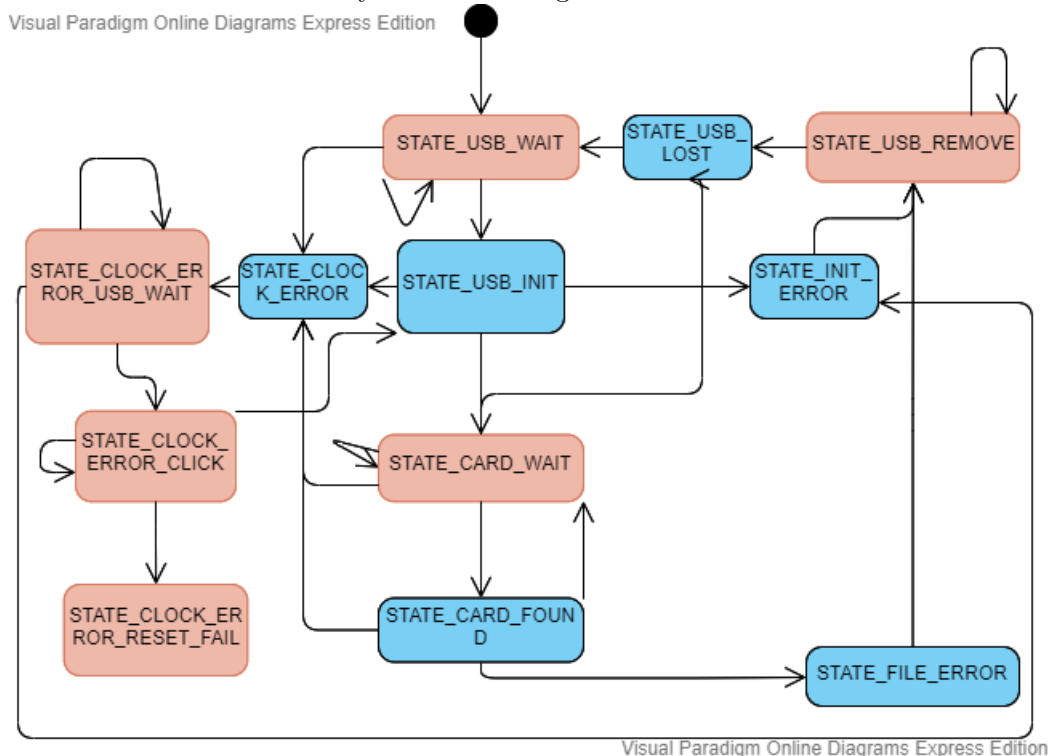 Visual Paradigm Online Diagrams Express Edition
STATE_USB_WAIT
STATE_USB_
LOST
STATE_USB_REMOVE
STATE_CLOCK_ER
ROR_USB_WAIT
STATE_CLOC
K_ERROR
STATE_USB_INIT
STATE_INIT_
ERROR
STATE_CLOCK_
ERROR_CLICK
STATE_CARD_WAIT
STATE_CLOCK_ER
ROR_RESET_FAIL
STATE_CARD_FOUN
D
STATE_FILE_ERROR
Visual Paradigm Online Diagrams Express Edition